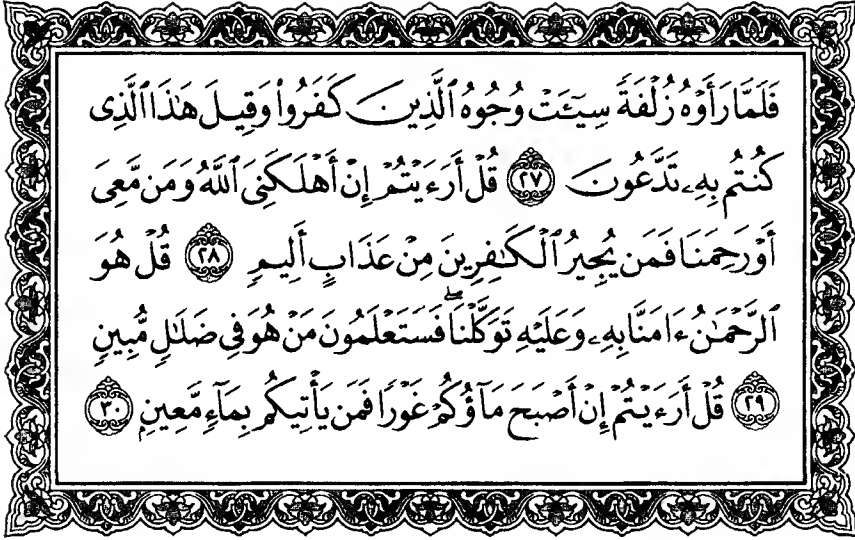 فَلَمَّا رَأَوْهُ زُلْفَةً سِيٓـَٔتْ وُجُوهُ ٱلَّذِينَ كَفَرُوا۟ وَقِيلَ هَٰذَا ٱلَّذِى
كُنتُم بِهِۦ تَدَّعُونَ ٢٧ قُلْ أَرَءَيْتُمْ إِنْ أَهْلَكَنِىَ ٱللَّهُ وَمَن مَّعِىَ
أَوْ رَحِمَنَا فَمَن يُجِيرُ ٱلْكَٰفِرِينَ مِنْ عَذَابٍ أَلِيمٍ ٢٨ قُلْ هُوَ
ٱلرَّحْمَٰنُ ءَامَنَّا بِهِۦ وَعَلَيْهِ تَوَكَّلْنَاۖ فَسَتَعْلَمُونَ مَنْ هُوَ فِى ضَلَٰلٍ مُّبِينٍ
٢٩ قُلْ أَرَءَيْتُمْ إِنْ أَصْبَحَ مَآؤُكُمْ غَوْرًا فَمَن يَأْتِيكُم بِمَآءٍ مَّعِينٍۭ ٣٠